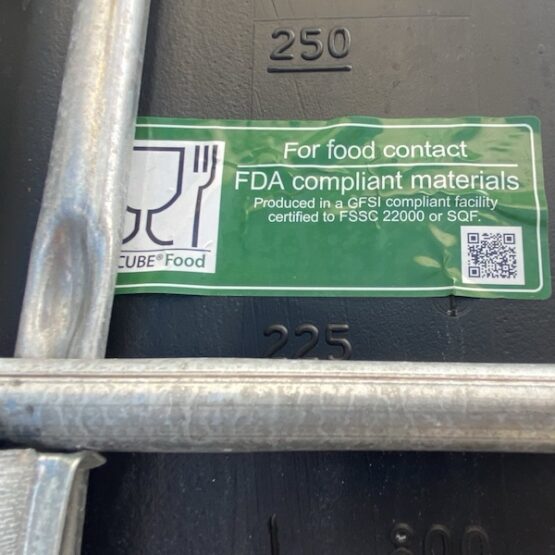 250
For food contact
FDA compliant materials
Produced in a GFSI compliant facility
certified to FSSC 22000 or SQF.
CUBE® Food
225